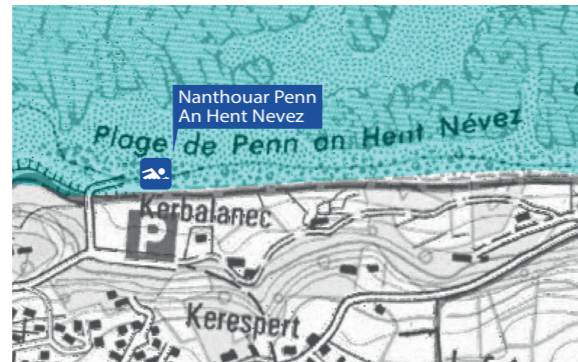 Nanthouar Penn
An Hent Nevez
Plage de Penn an Hent Névez
Kerbalanec
P
Kerespert